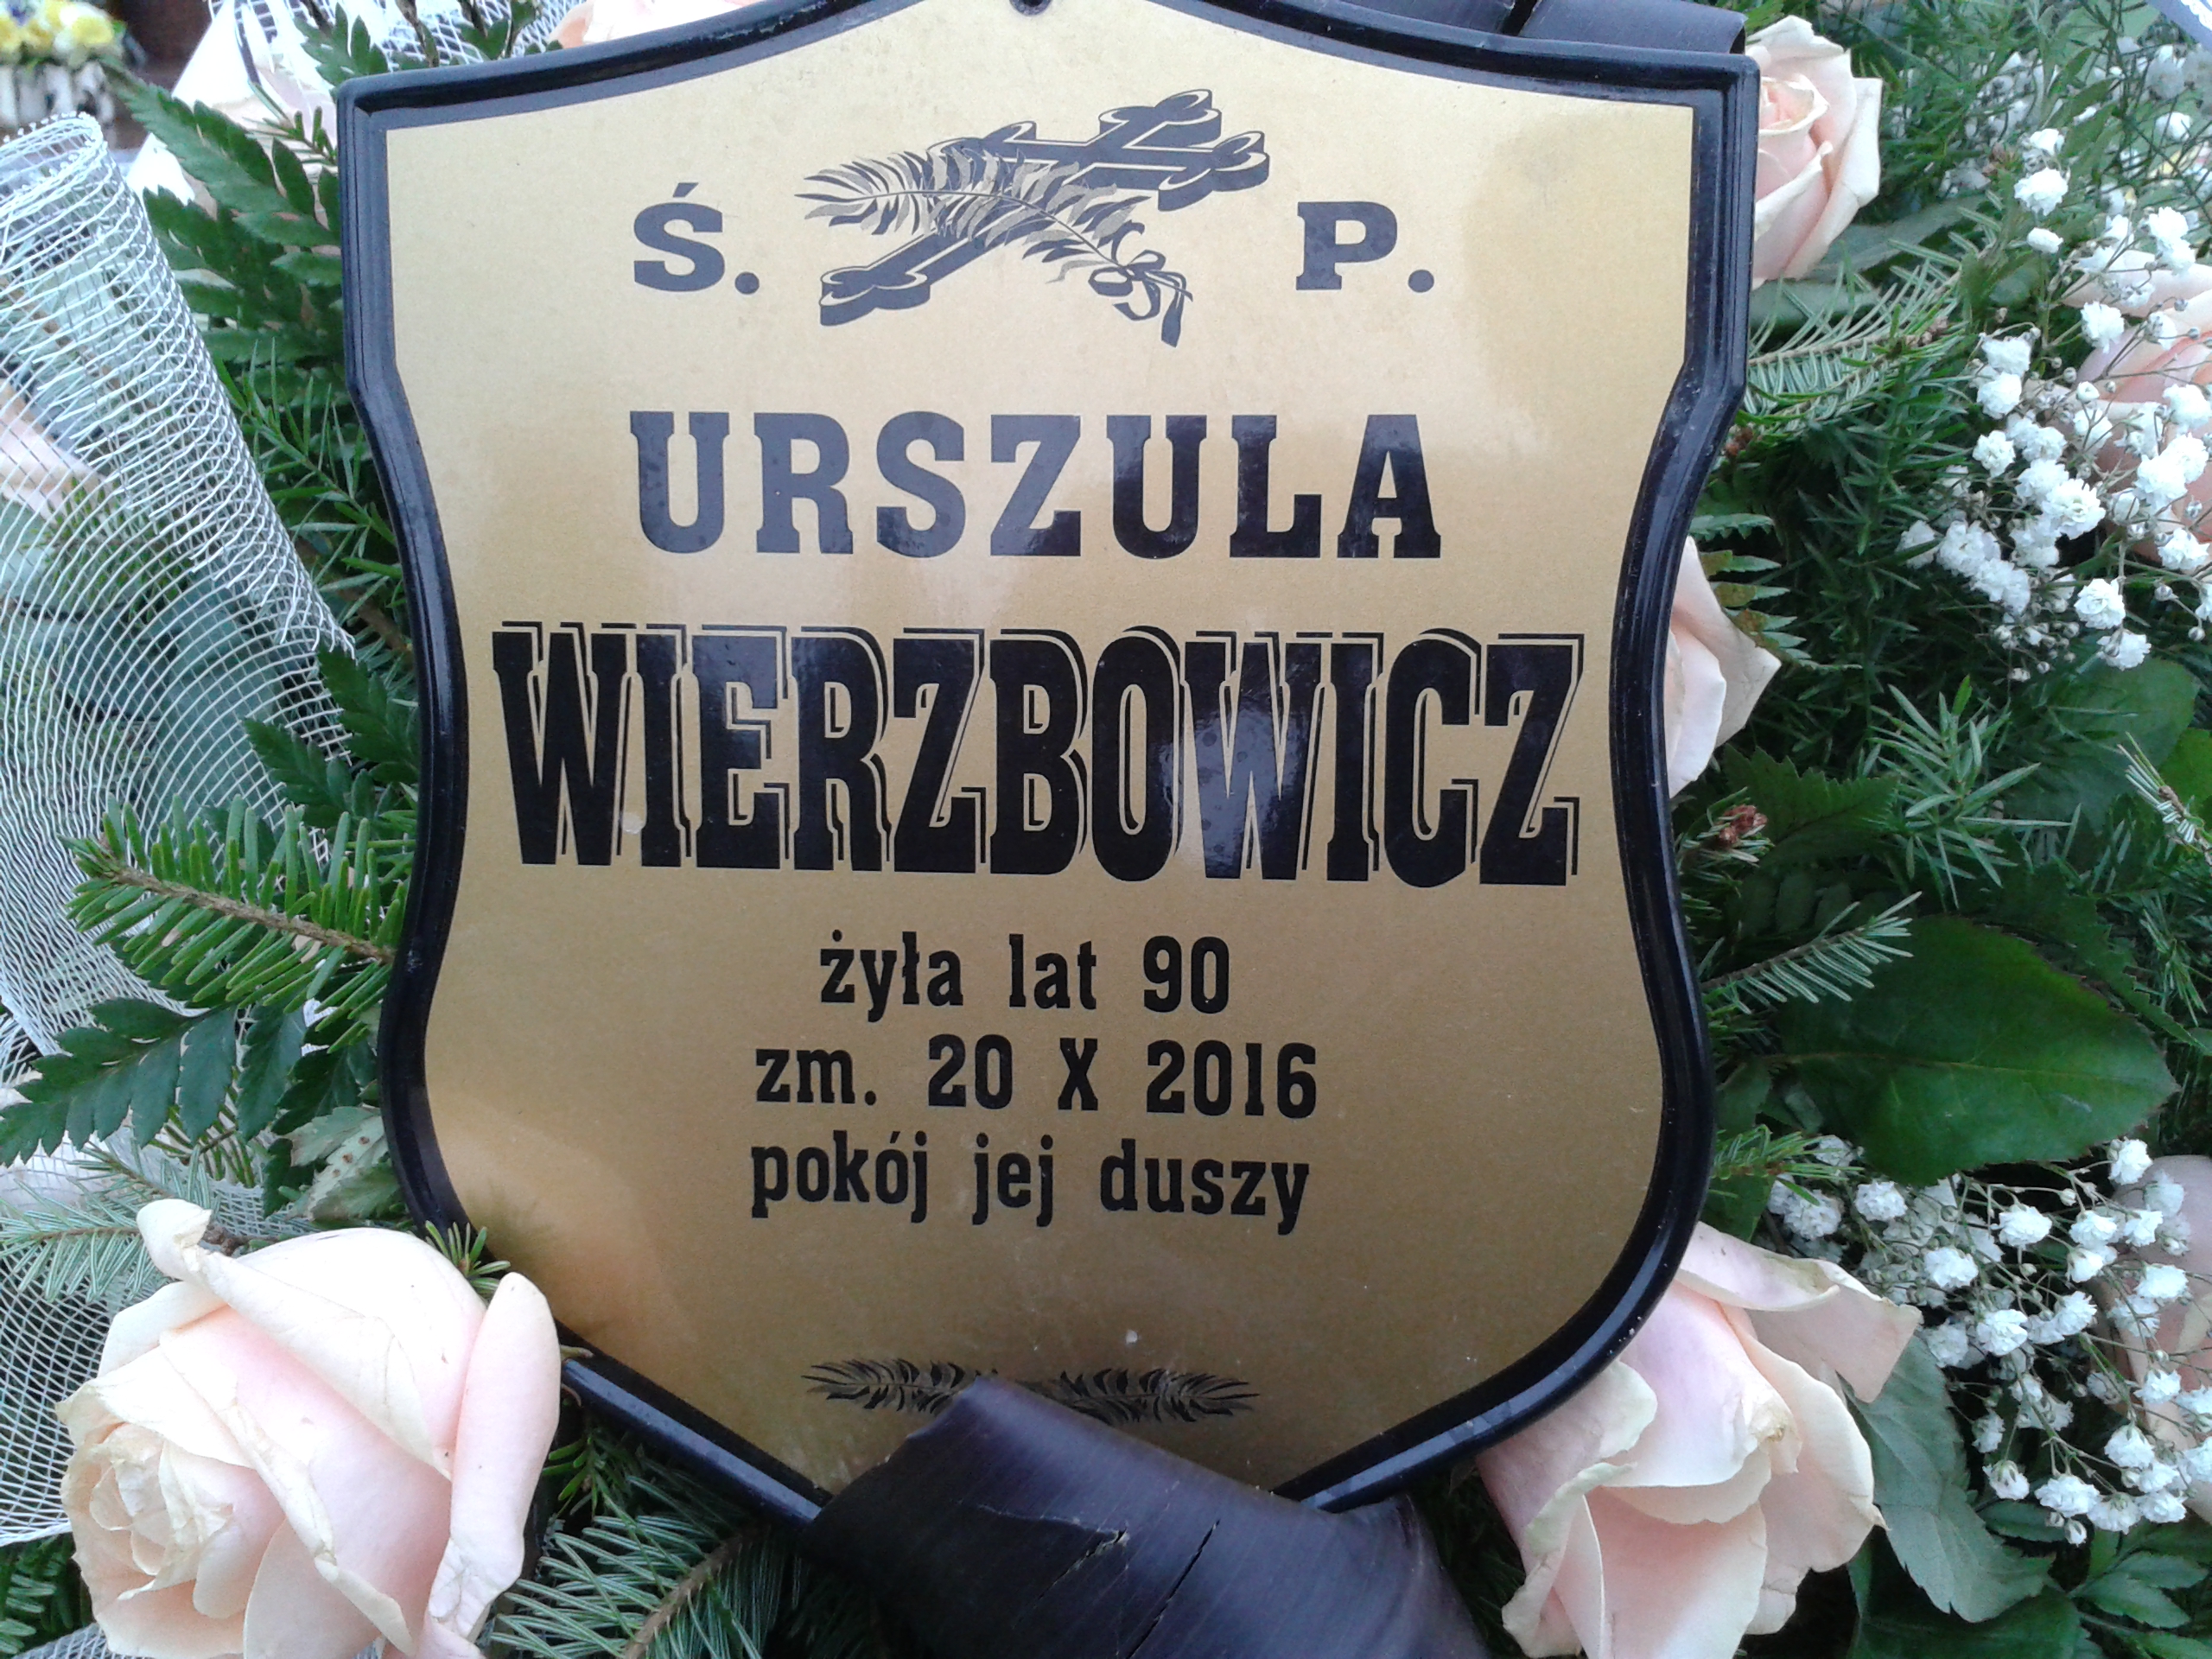 Ś. P.
URSZULA
WIERZBOWICZ
żyła lat 90
zm. 20 X 2016
pokój jej duszy